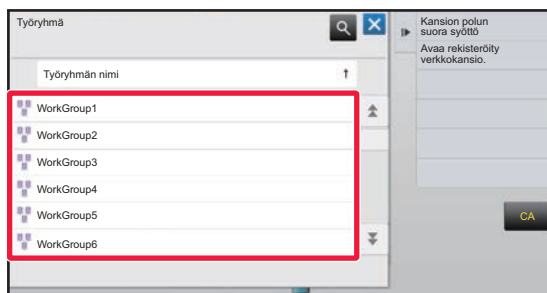 Työryhmä
Työryhmän nimi
WorkGroup1
WorkGroup2
WorkGroup3
WorkGroup4
WorkGroup5
WorkGroup6
Kansion polun
suora syöttö
Avaa rekisteröity
verkkokansio.
CA